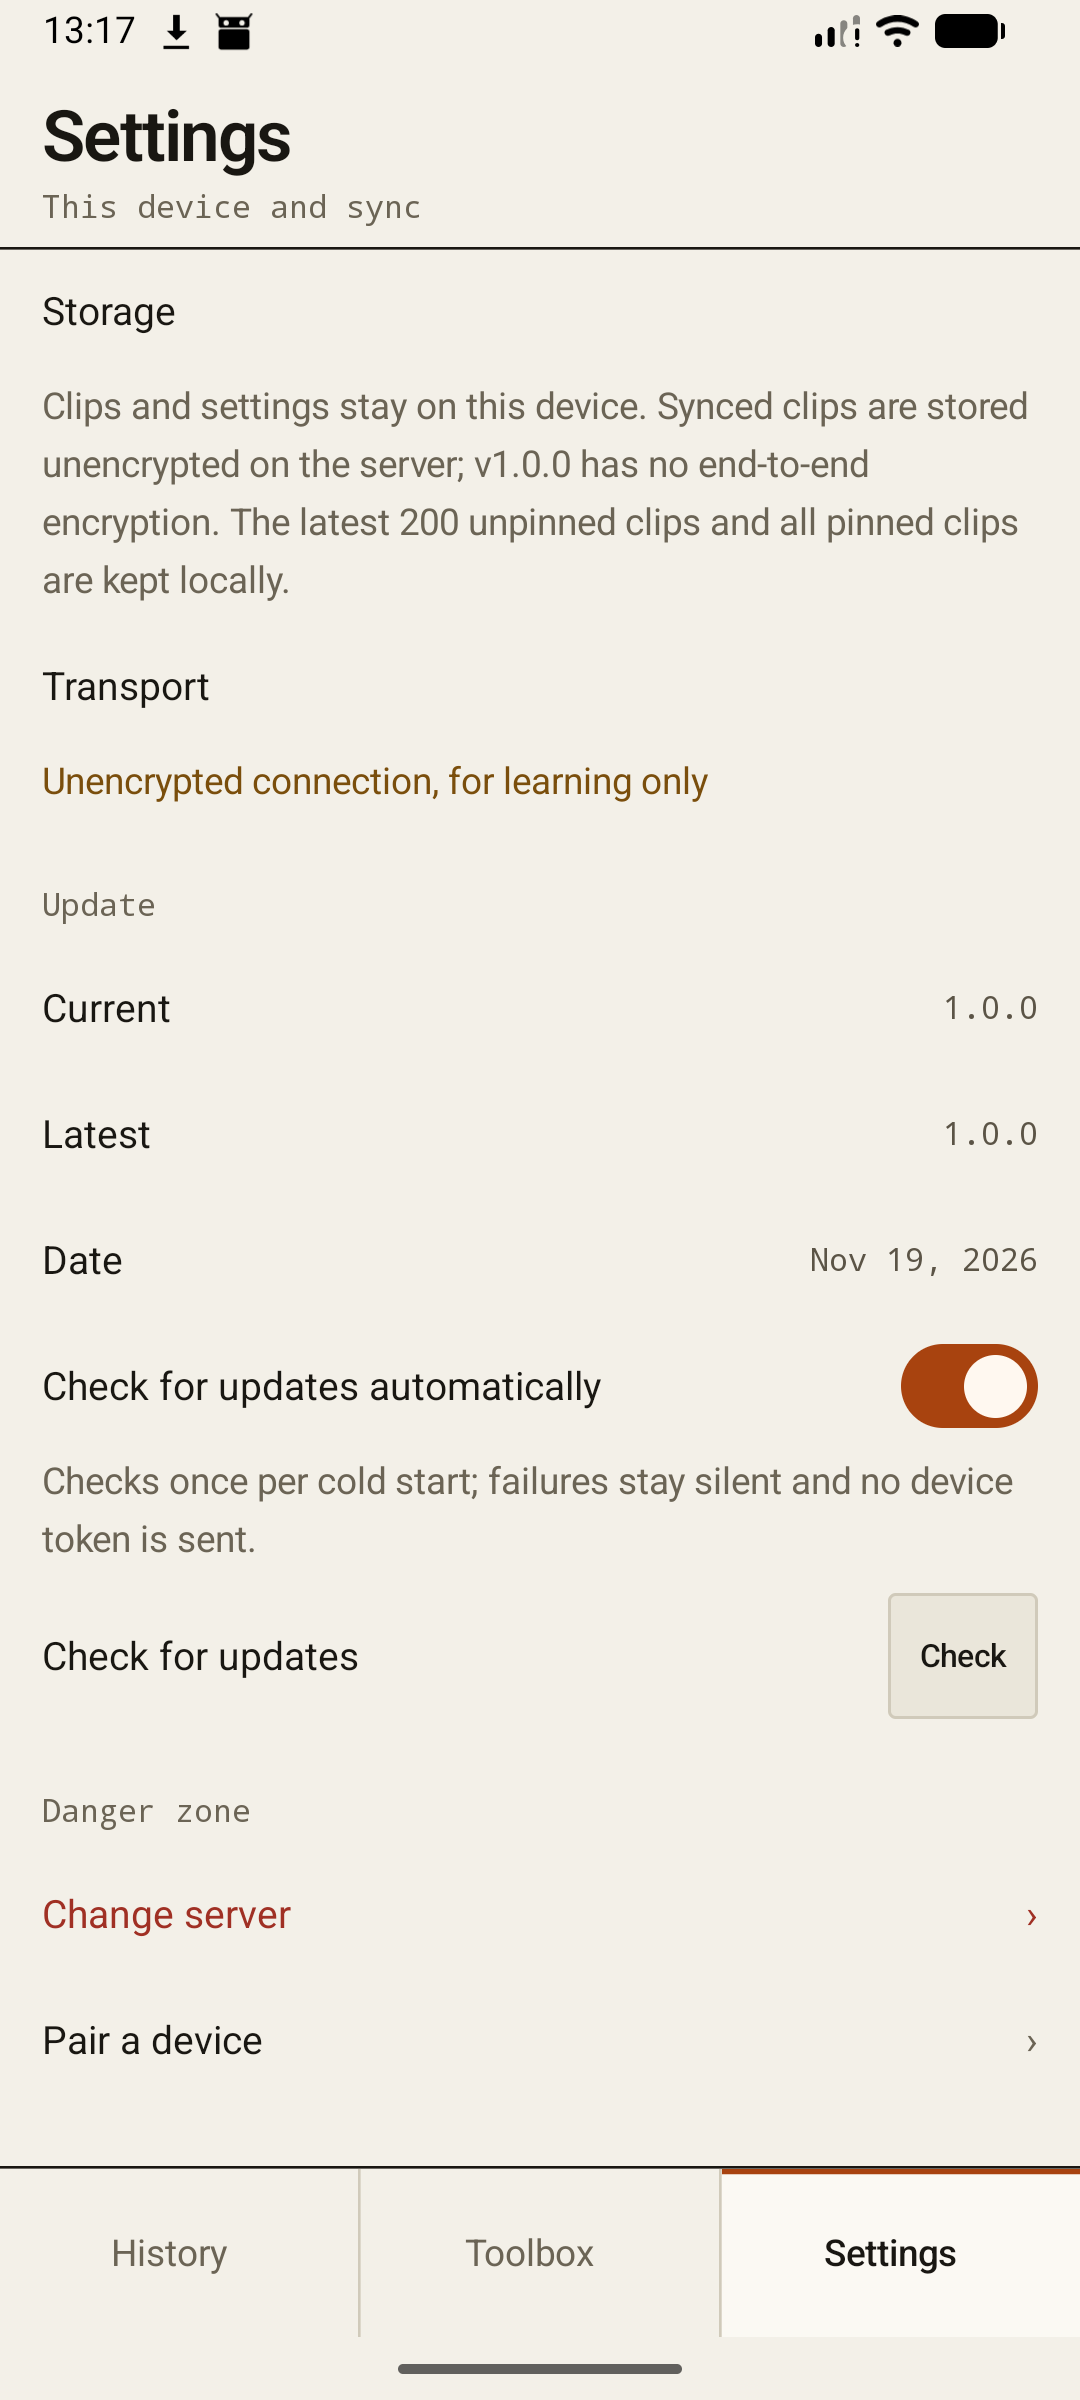 13:17
Settings
This device and sync
Storage
Clips and settings stay on this device. Synced clips are stored
unencrypted on the server; v1.0.0 has no end-to-end
encryption. The latest 200 unpinned clips and all pinned clips
are kept locally.
Transport
Unencrypted connection, for learning only
Update
Current 1.0.0
Latest 1.0.0
Date Nov 19, 2026
Check for updates automatically
Checks once per cold start; failures stay silent and no device
token is sent.
Check for updates Check
Danger zone
Change server ›
Pair a device ›
History Toolbox Settings